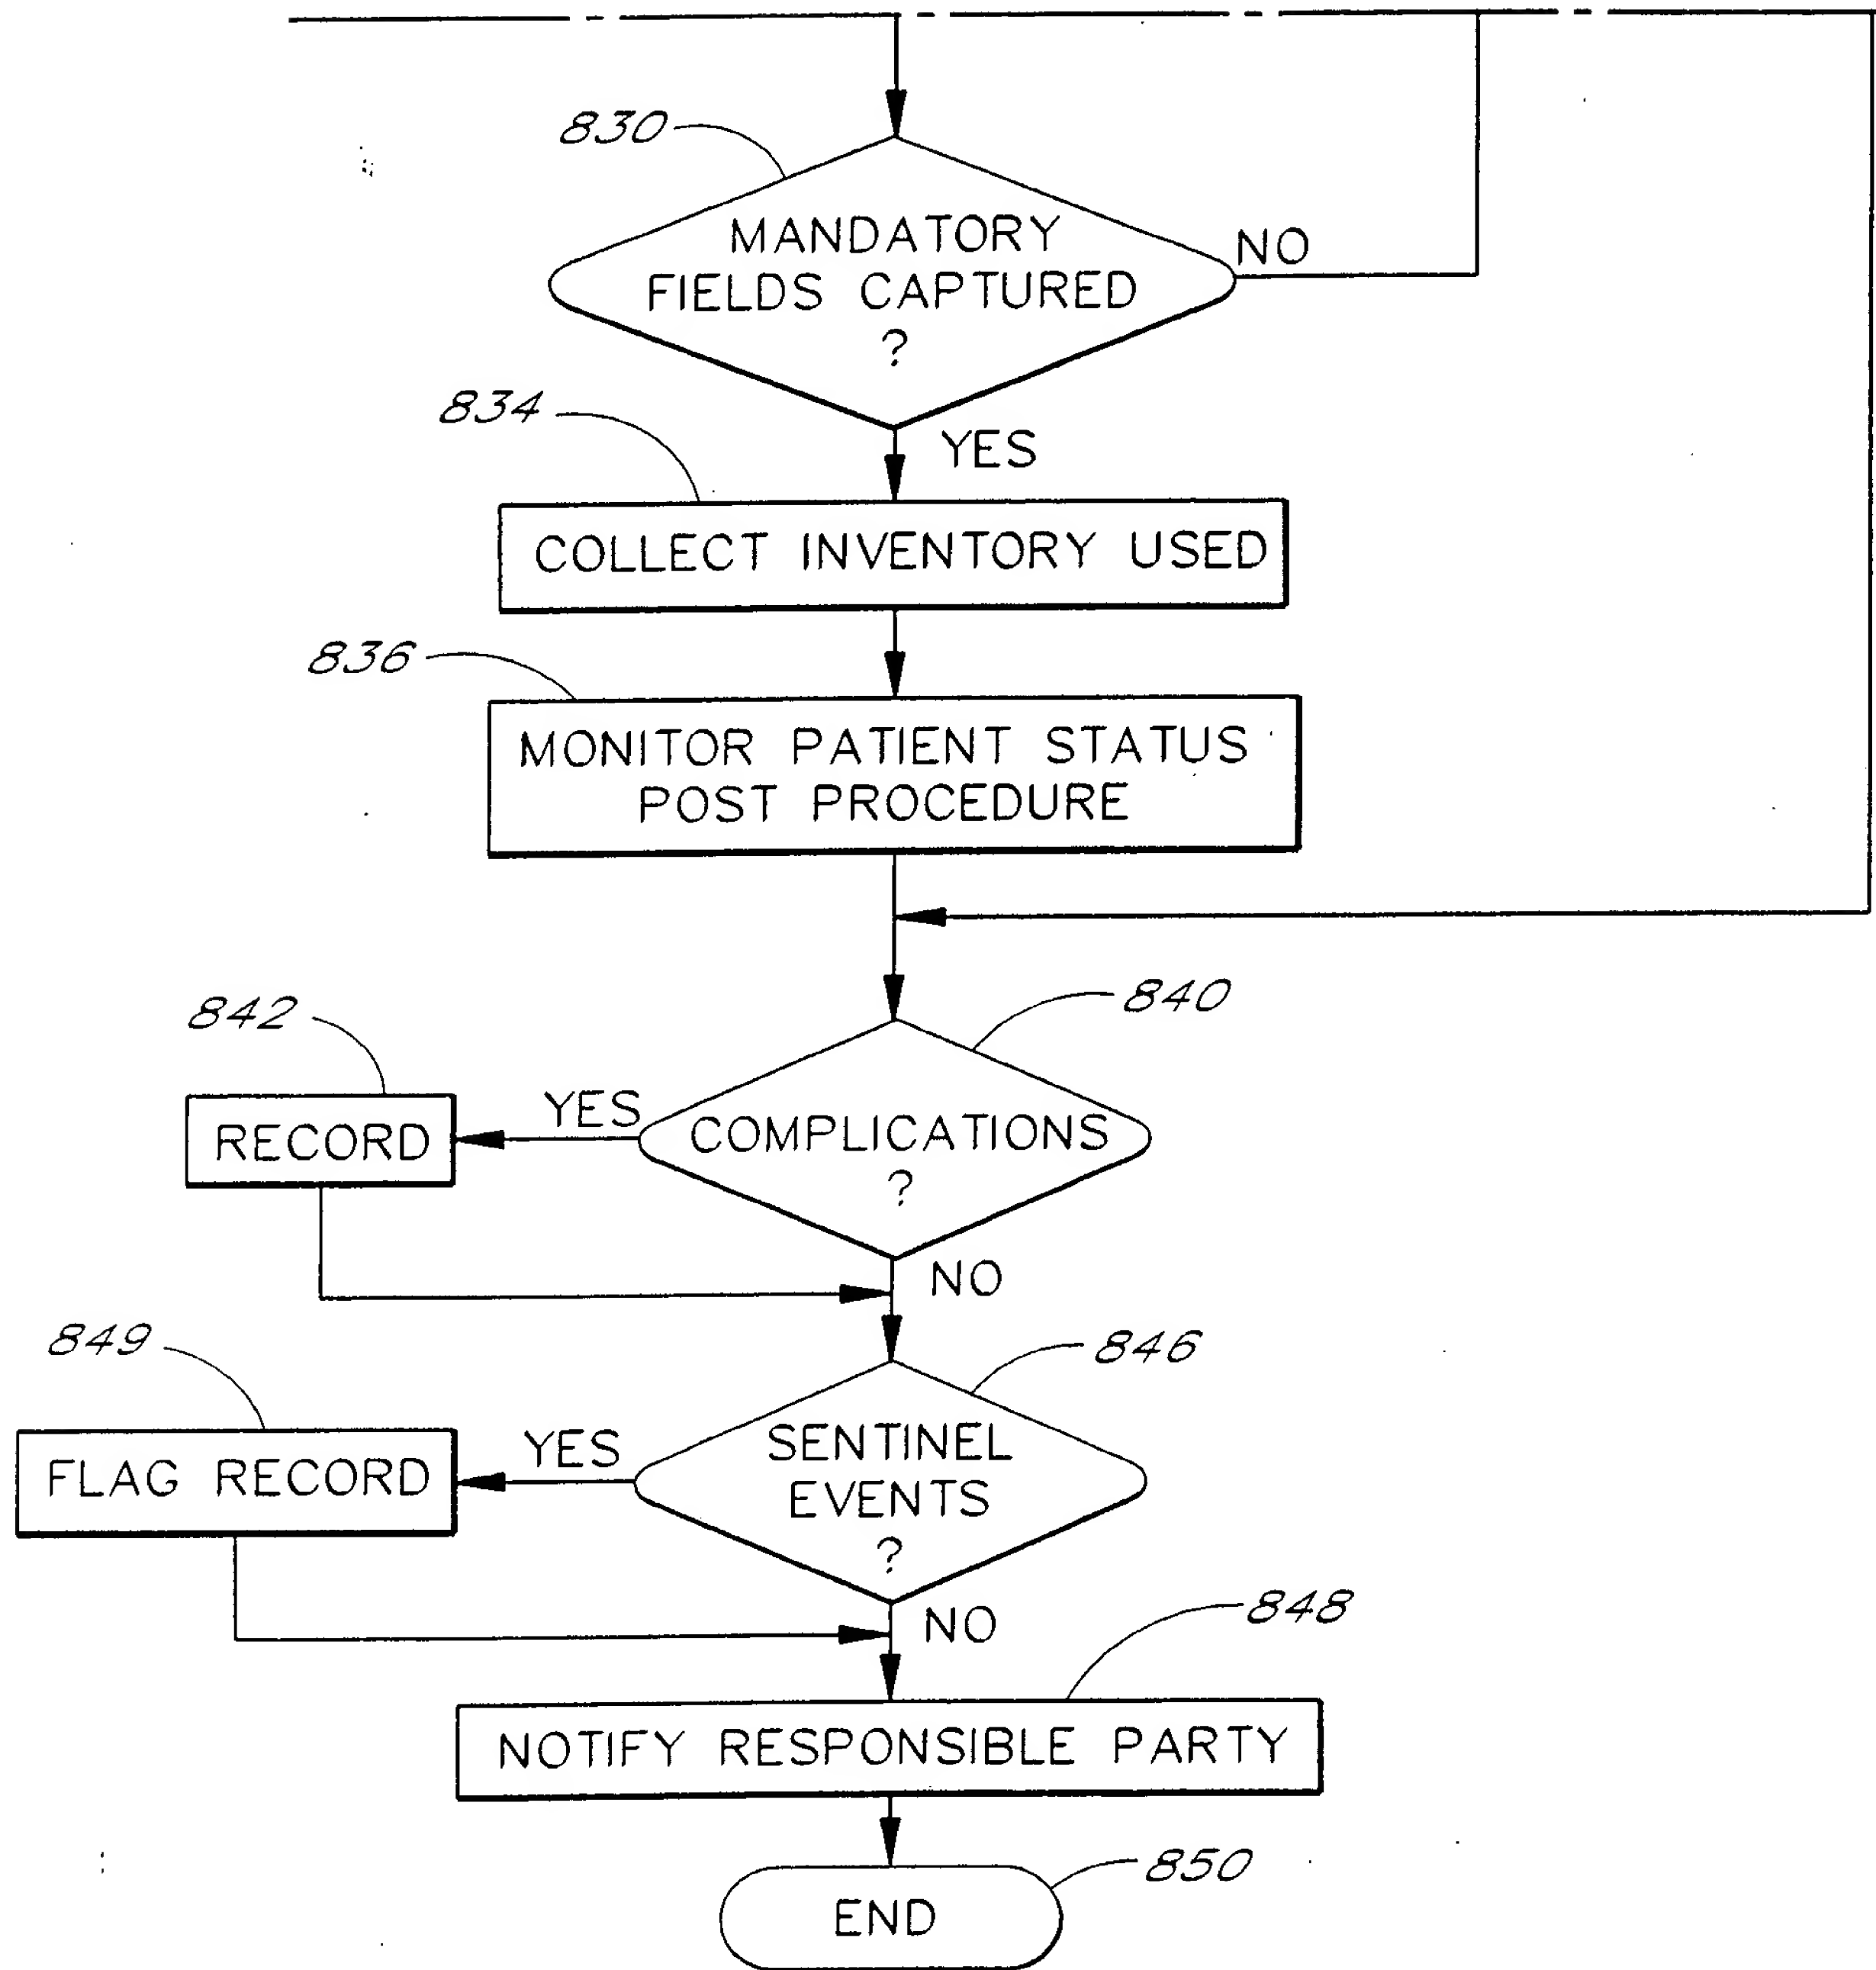 830
MANDATORY
FIELDS CAPTURED
?
NO
YES
834
COLLECT INVENTORY USED
836
MONITOR PATIENT STATUS
POST PROCEDURE
840
842
COMPLICATIONS
?
YES
RECORD
NO
846
849
SENTINEL
EVENTS
?
YES
FLAG RECORD
NO
848
NOTIFY RESPONSIBLE PARTY
850
END